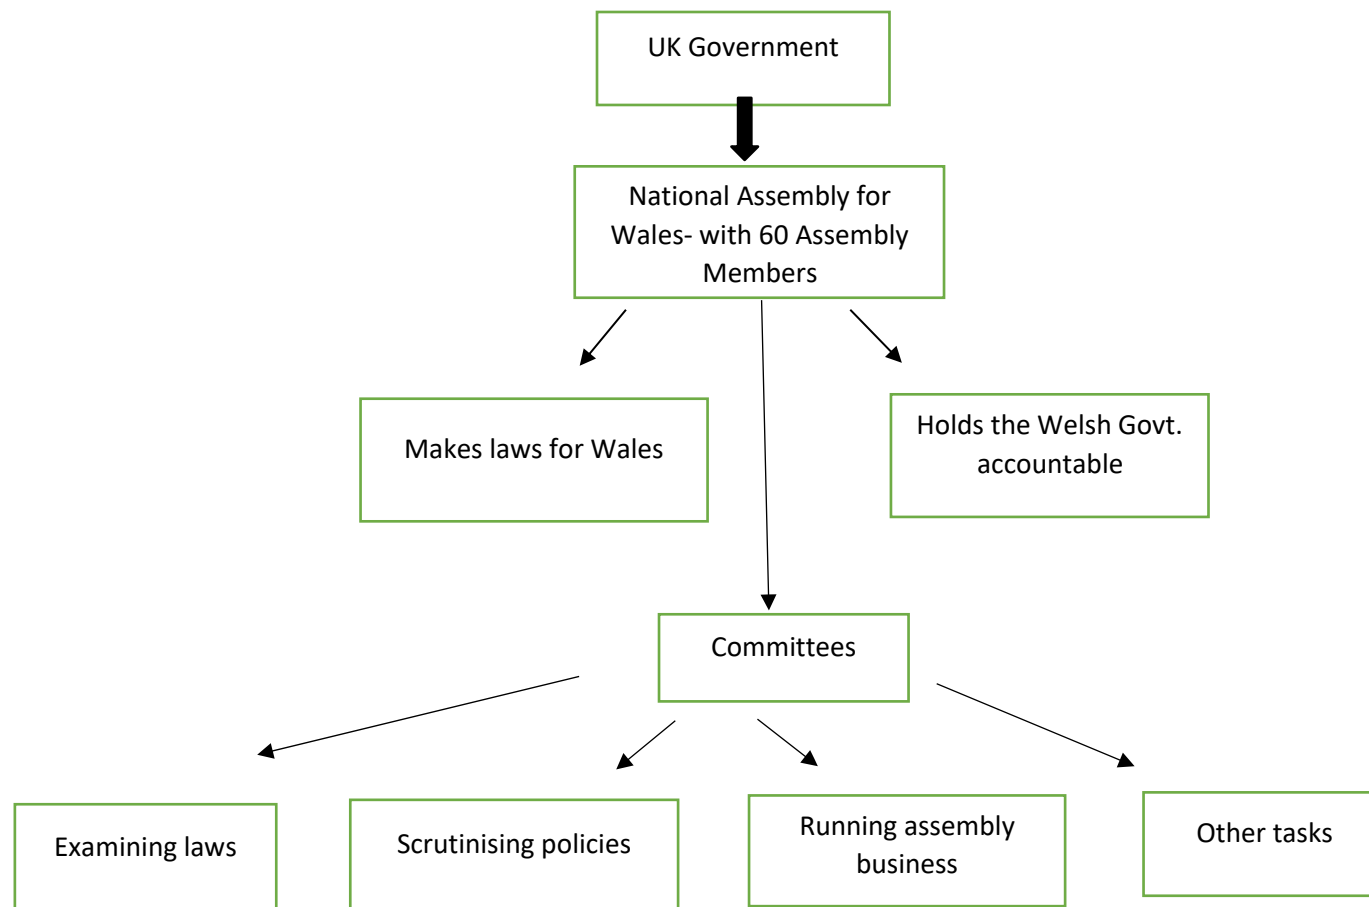 UK Government
National Assembly for
Wales- with 60 Assembly
Members
Makes laws for Wales
Holds the Welsh Govt.
accountable
Committees
Examining laws
Scrutinising policies
Running assembly
business
Other tasks